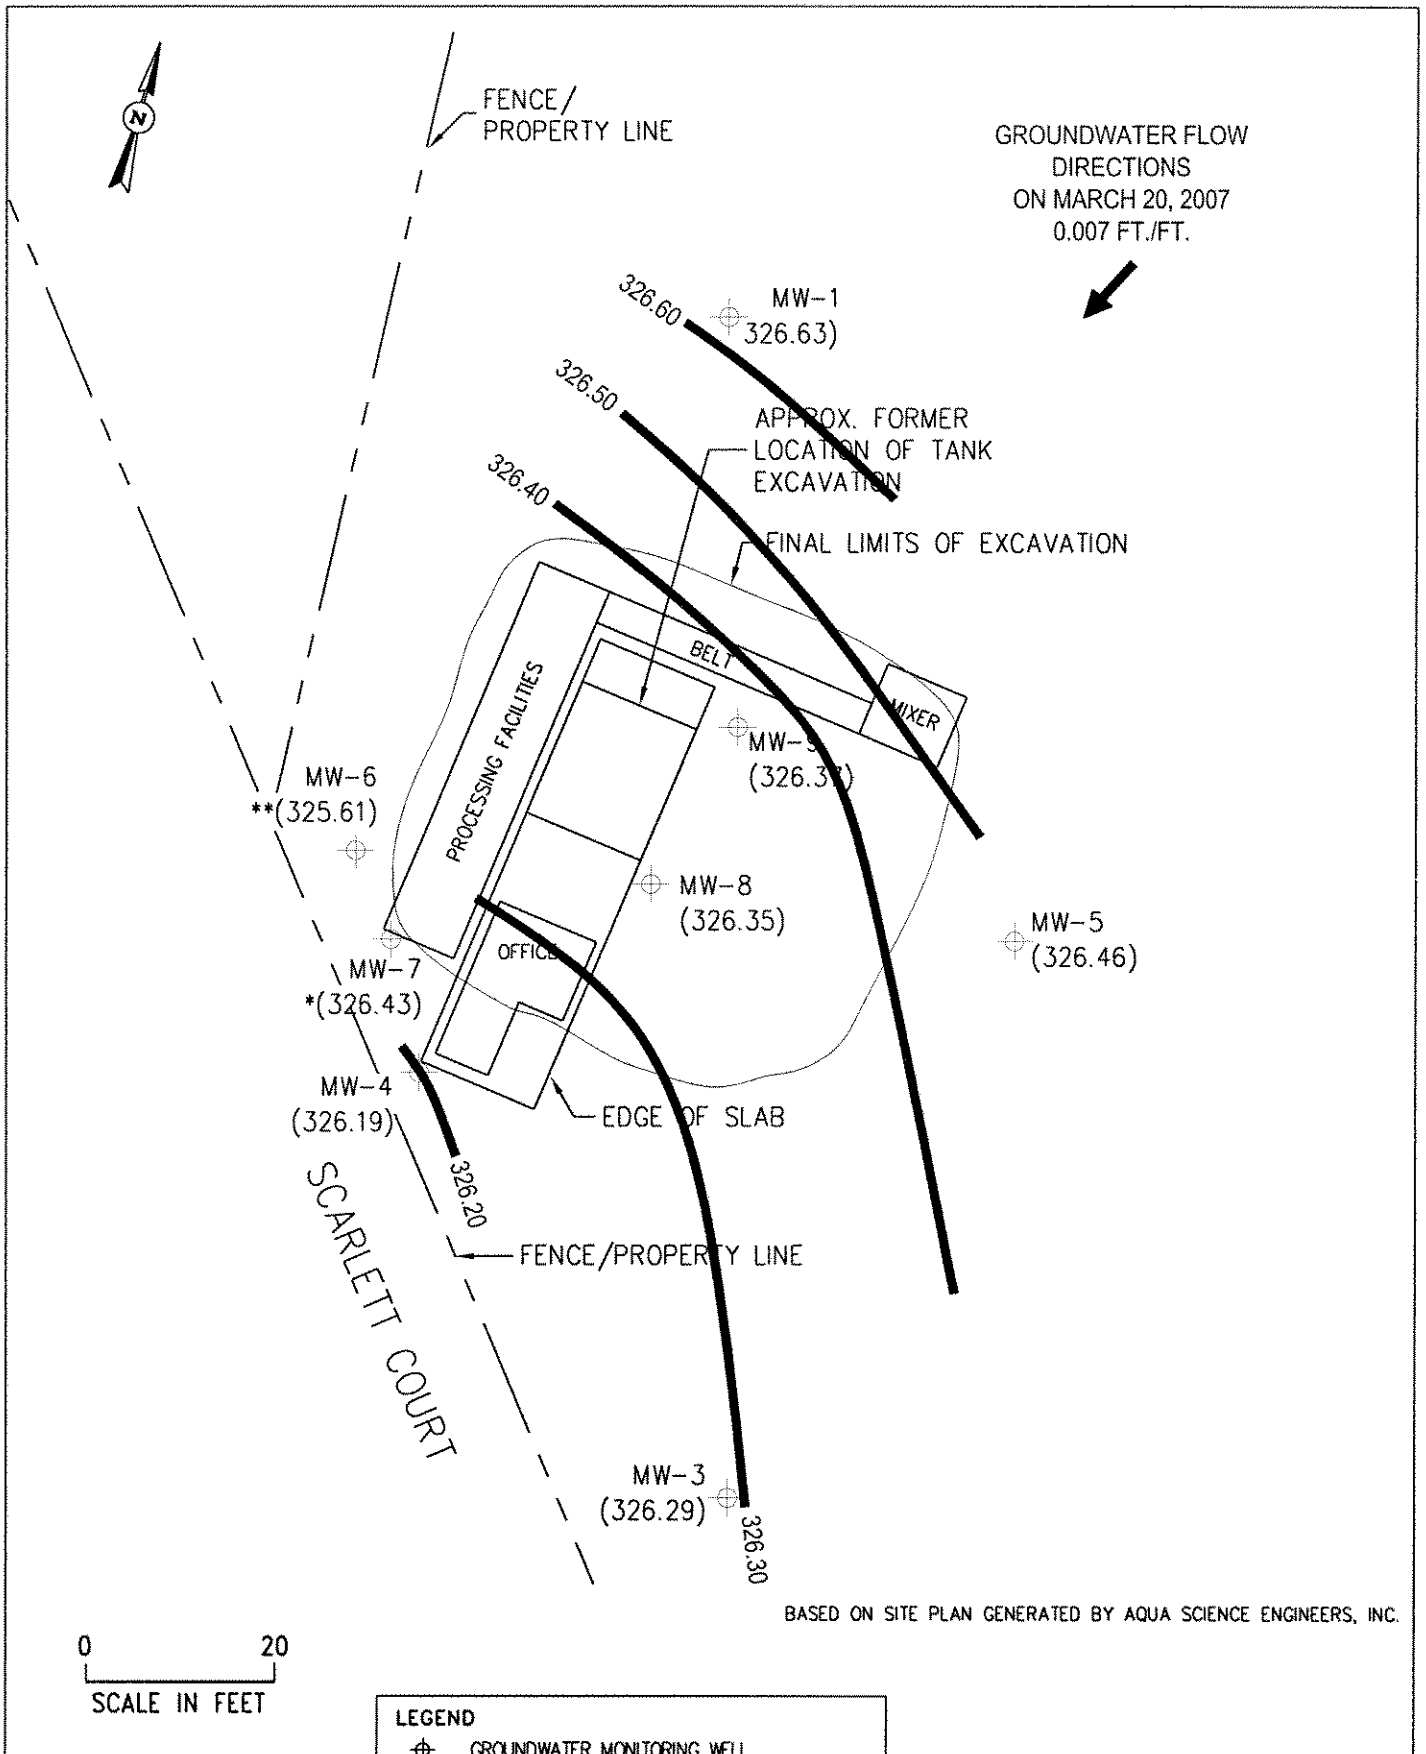 N
FENCE/
PROPERTY LINE
GROUNDWATER FLOW
DIRECTIONS
ON MARCH 20, 2007
0.007 FT./FT.
326.60
MW-1
326.63)
326.50
APPROX. FORMER
LOCATION OF TANK
EXCAVATION
326.40
FINAL LIMITS OF EXCAVATION
BELT
PROCESSING FACILITIES
MIXER
MW-9
(326.37)
MW-6
**(325.61)
MW-8
(326.35)
MW-5
(326.46)
OFFICE
MW-7
*(326.43)
MW-4
(326.19)
EDGE OF SLAB
326.20
SCARLETT COURT
FENCE/PROPERTY LINE
MW-3
(326.29)
326.30
BASED ON SITE PLAN GENERATED BY AQUA SCIENCE ENGINEERS, INC.
0 20
SCALE IN FEET
LEGEND
GROUNDWATER MONITORING WELL